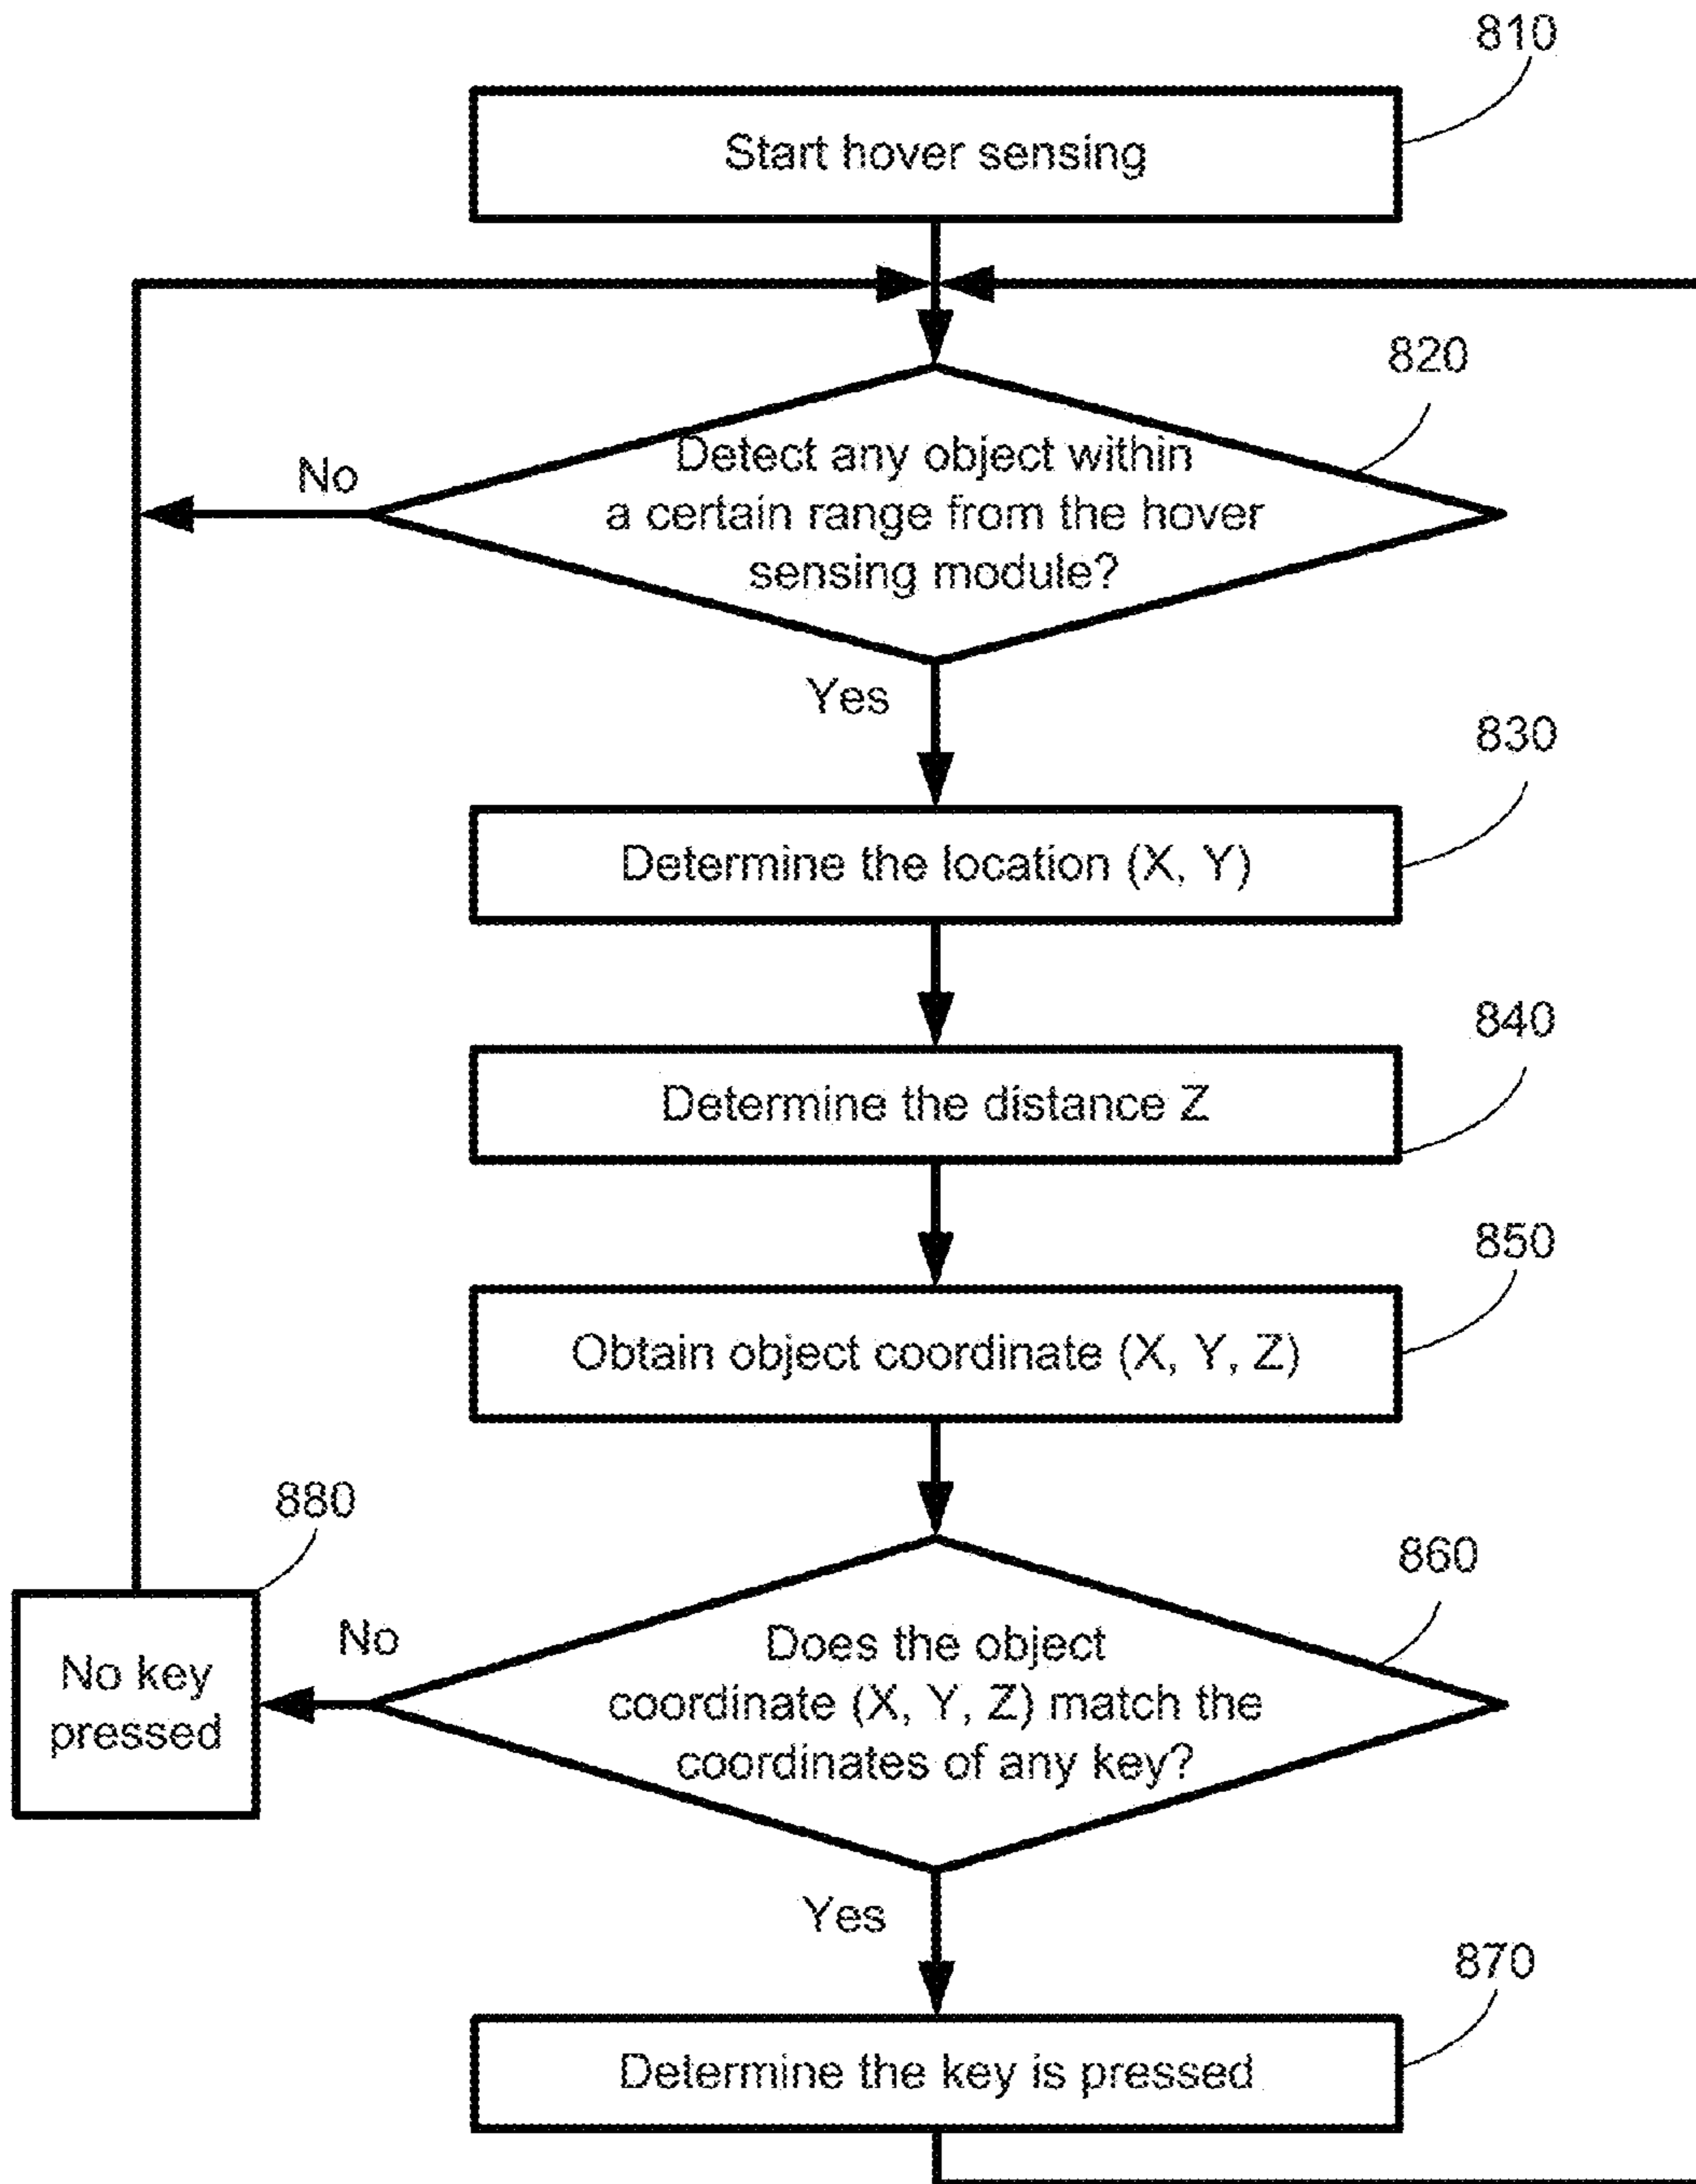 810
Start hover sensing
820
No
Detect any object within
a certain range from the hover
sensing module?
Yes
830
Determine the location (X, Y)
840
Determine the distance Z
850
Obtain object coordinate (X, Y, Z)
880
860
No key
pressed
No
Does the object
coordinate (X, Y, Z) match the
coordinates of any key?
Yes
870
Determine the key is pressed